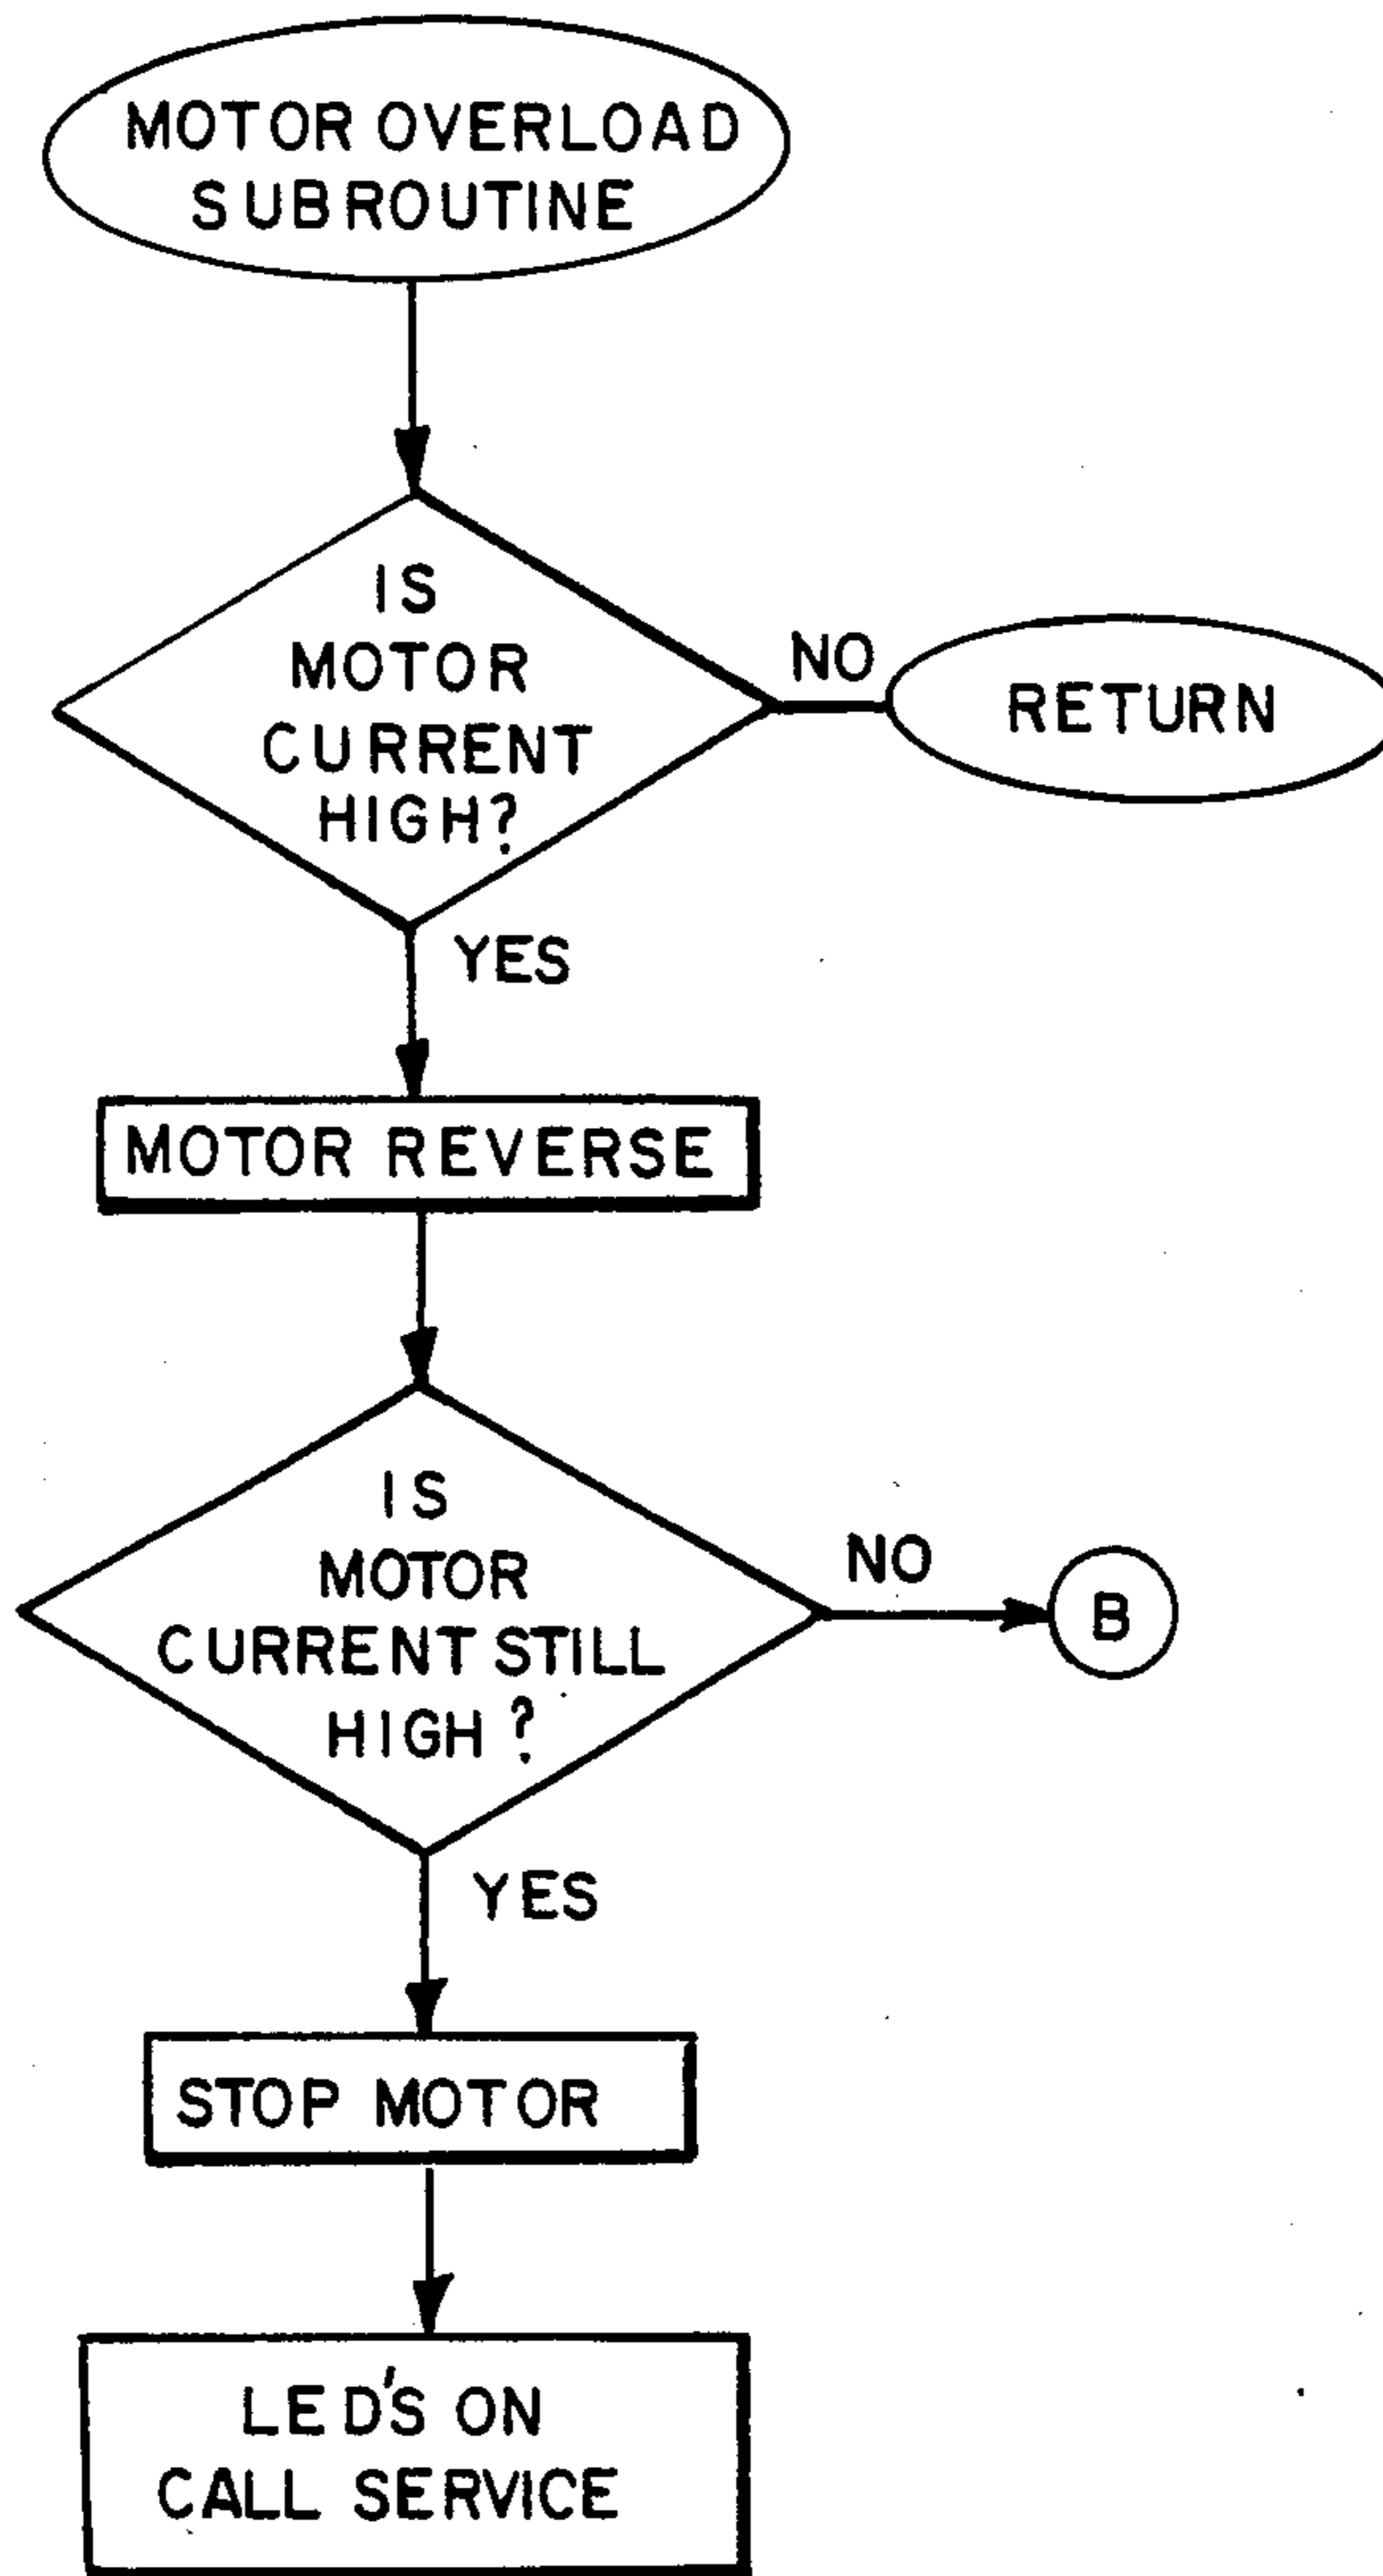 MOTOR OVERLOAD
SUBROUTINE
IS
MOTOR
CURRENT
HIGH?
NO
RETURN
YES
MOTOR REVERSE
IS
MOTOR
CURRENT STILL
HIGH?
NO
B
YES
STOP MOTOR
LED'S ON
CALL SERVICE